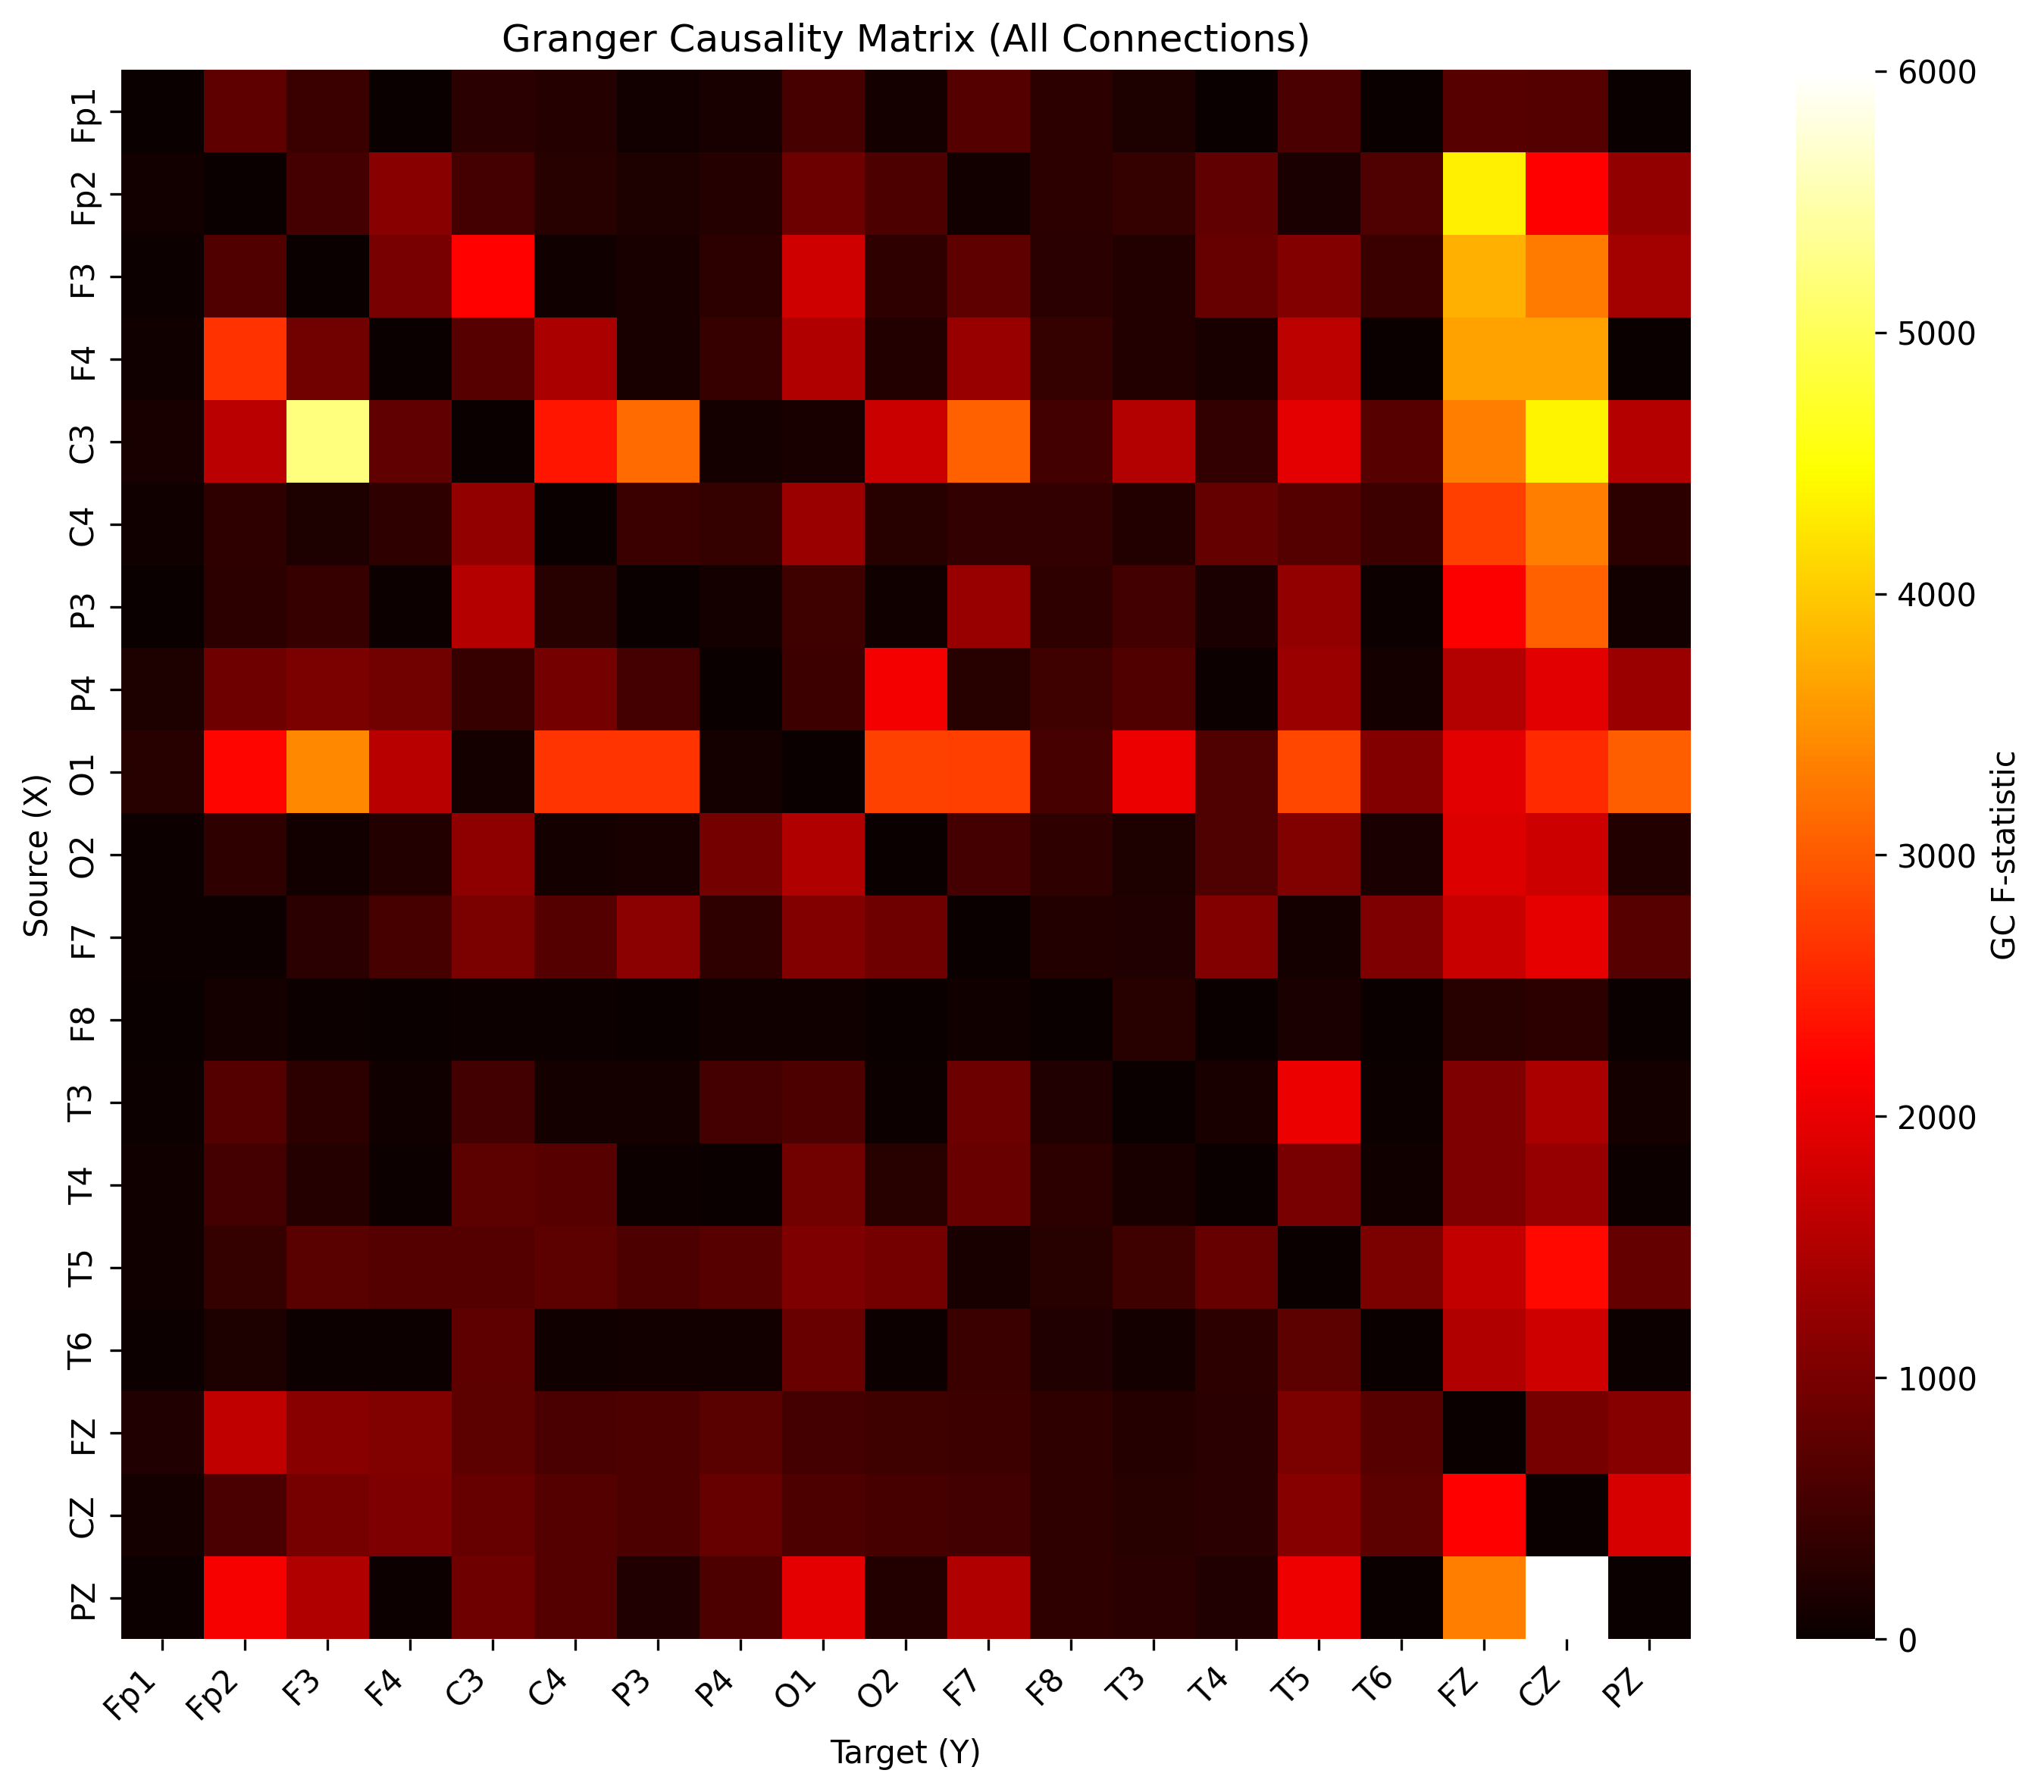 Granger Causality Matrix (All Connections)
Source (X)
Fp1
Fp2
F3
F4
C3
C4
P3
P4
O1
O2
F7
F8
T3
T4
T5
T6
FZ
CZ
PZ
Fp1 Fp2 F3 F4 C3 C4 P3 P4 O1 O2 F7 F8 T3 T4 T5 T6 FZ CZ PZ
Target (Y)
6000
5000
4000
3000
2000
1000
0
GC F-statistic